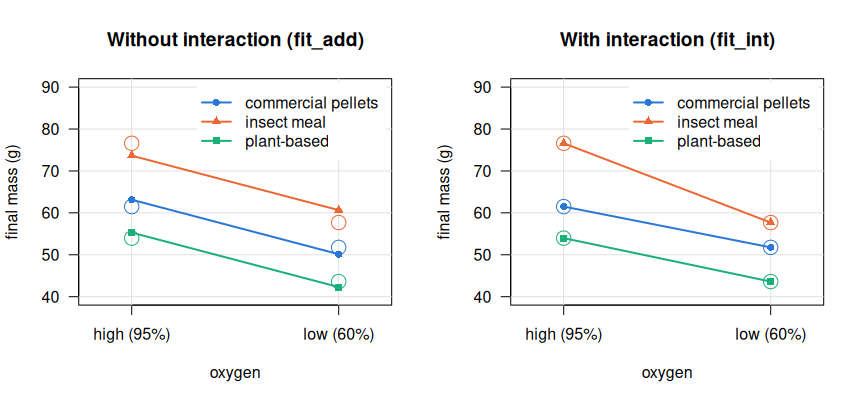 Without interaction (fit_add)
final mass (g)
90
80
70
60
50
40
commercial pellets
insect meal
plant-based
high (95%)
low (60%)
oxygen
With interaction (fit_int)
final mass (g)
90
80
70
60
50
40
commercial pellets
insect meal
plant-based
high (95%)
low (60%)
oxygen